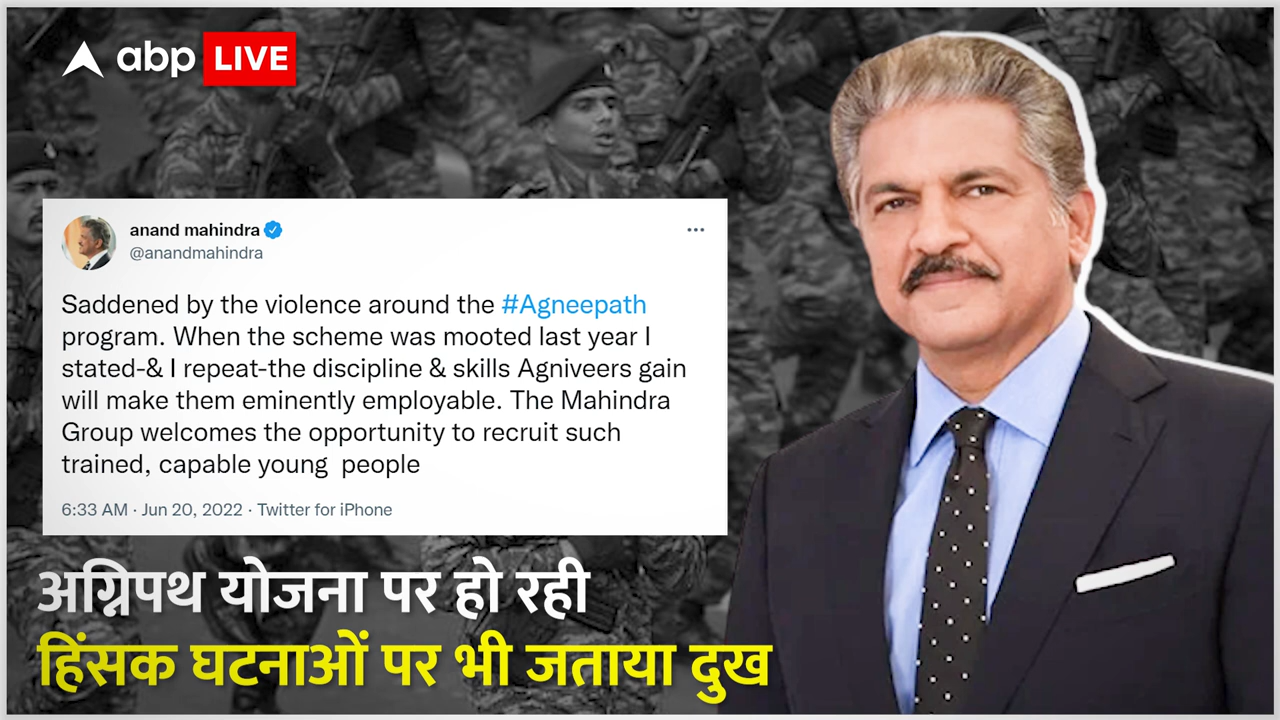 abp LIVE
anand mahindra
@anandmahindra
Saddened by the violence around the #Agneepath
program. When the scheme was mooted last year I
stated-& I repeat-the discipline & skills Agniveers gain
will make them eminently employable. The Mahindra
Group welcomes the opportunity to recruit such
trained, capable young  people
6:33 AM · Jun 20, 2022 · Twitter for iPhone
अग्निपथ योजना पर हो रही
हिंसक घटनाओं पर भी जताया दुख